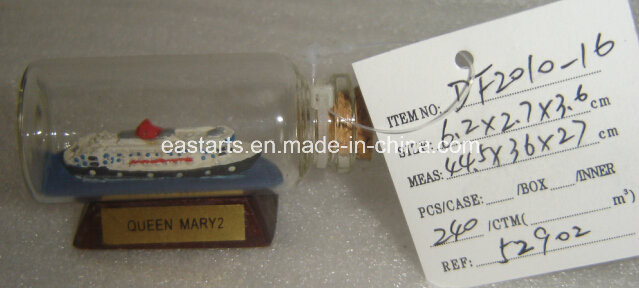 eastarts.en.made-in-china.com
QUEEN MARY2
ITEM NO: DF2010-16
SIZE: 6.2X2.7X3.6 cm
MEAS: 44.5X36X27 cm
PCS/CASE: /BOX /INNER
240 /CTM( m³)
REF: 52902